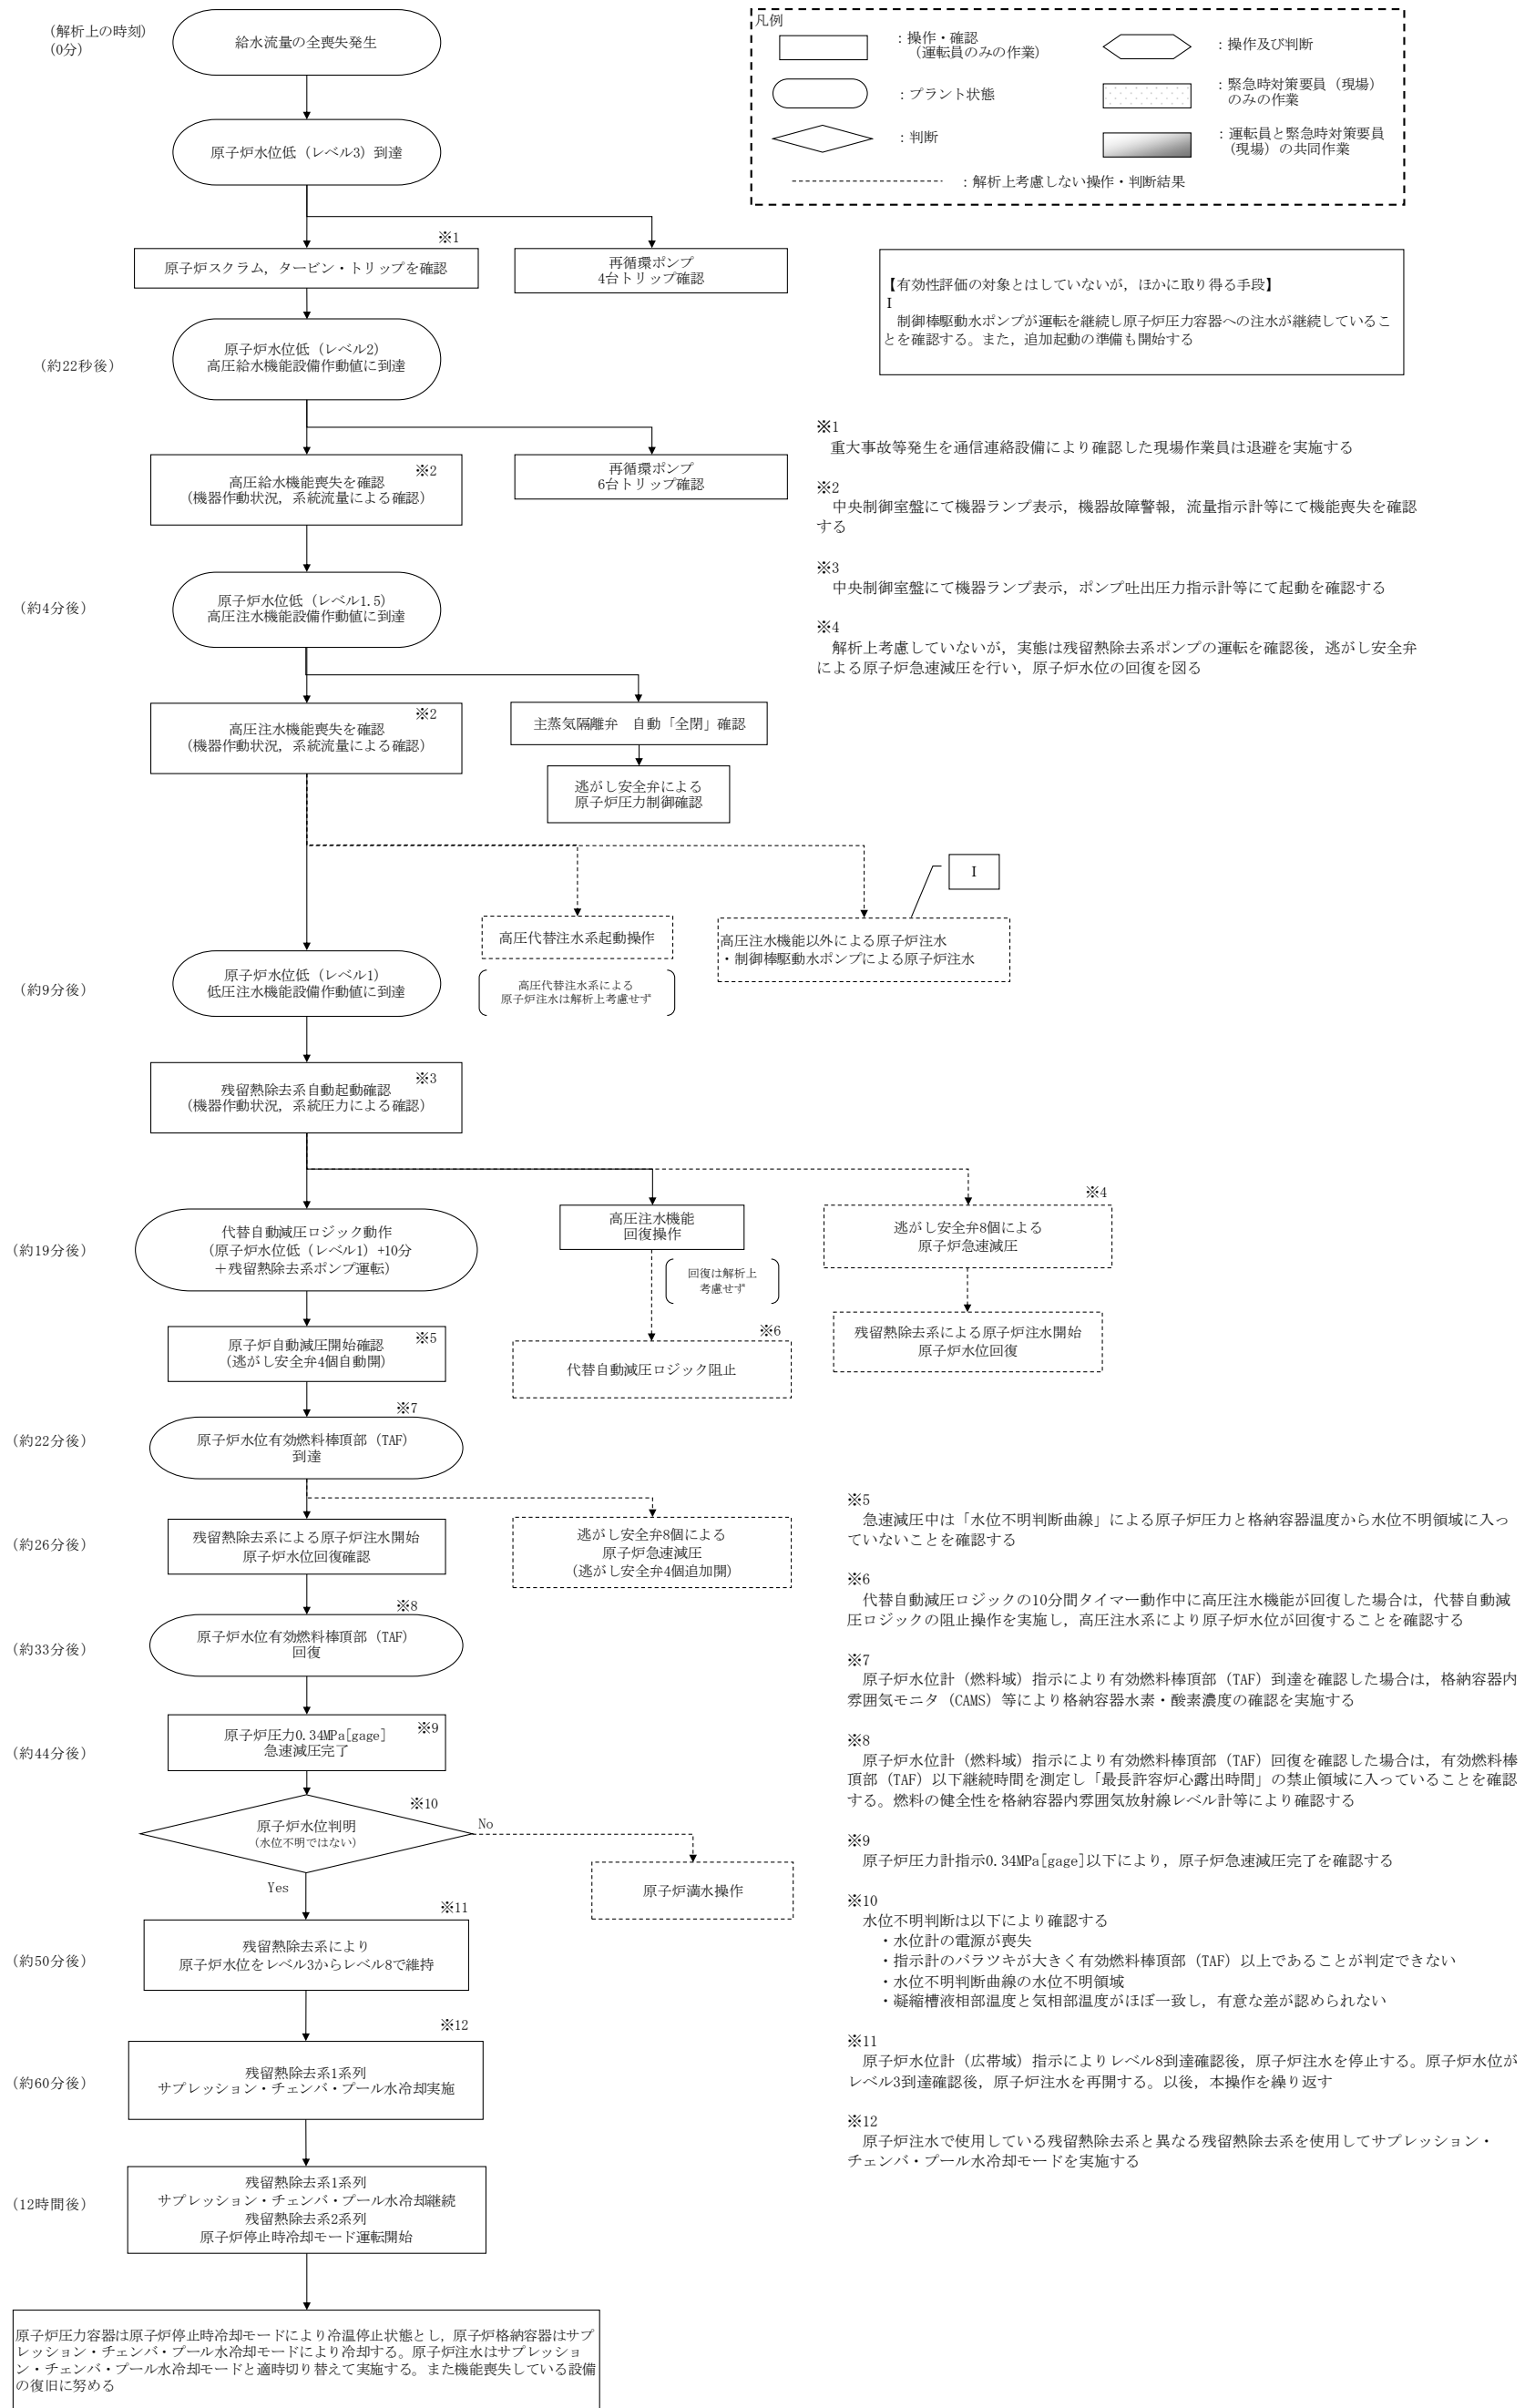 (解析上の時刻)
(0分)
給水流量の全喪失発生
凡例
：操作・確認
（運転員のみの作業）
：操作及び判断
：プラント状態
：緊急時対策要員（現場）
のみの作業
：判断
：運転員と緊急時対策要員
（現場）の共同作業
：解析上考慮しない操作・判断結果
原子炉水位低（レベル3）到達
※1
原子炉スクラム，タービン・トリップを確認
再循環ポンプ
4台トリップ確認
【有効性評価の対象とはしていないが，ほかに取り得る手段】
Ⅰ
制御棒駆動水ポンプが運転を継続し原子炉圧力容器への注水が継続しているこ
とを確認する。また，追加起動の準備も開始する
(約22秒後)
原子炉水位低（レベル2）
高圧給水機能設備作動値に到達
※2
高圧給水機能喪失を確認
(機器作動状況，系統流量による確認)
再循環ポンプ
6台トリップ確認
※1
重大事故等発生を通信連絡設備により確認した現場作業員は退避を実施する
※2
中央制御室盤にて機器ランプ表示，機器故障警報，流量指示計等にて機能喪失を確認
する
※3
中央制御室盤にて機器ランプ表示，ポンプ吐出圧力指示計等にて起動を確認する
※4
解析上考慮していないが，実態は残留熱除去系ポンプの運転を確認後，逃がし安全弁
による原子炉急速減圧を行い，原子炉水位の回復を図る
(約4分後)
原子炉水位低（レベル1.5）
高圧注水機能設備作動値に到達
※2
高圧注水機能喪失を確認
(機器作動状況，系統流量による確認)
主蒸気隔離弁　自動「全閉」確認
逃がし安全弁による
原子炉圧力制御確認
Ⅰ
高圧代替注水系起動操作
高圧代替注水系による
原子炉注水は解析上考慮せず
高圧注水機能以外による原子炉注水
・制御棒駆動水ポンプによる原子炉注水
(約9分後)
原子炉水位低（レベル1）
低圧注水機能設備作動値に到達
※3
残留熱除去系自動起動確認
(機器作動状況，系統圧力による確認)
(約19分後)
代替自動減圧ロジック動作
(原子炉水位低（レベル1）+10分
＋残留熱除去系ポンプ運転)
高圧注水機能
回復操作
回復は解析上
考慮せず
※4
逃がし安全弁8個による
原子炉急速減圧
残留熱除去系による原子炉注水開始
原子炉水位回復
※5
原子炉自動減圧開始確認
(逃がし安全弁4個自動開)
※6
代替自動減圧ロジック阻止
(約22分後)
※7
原子炉水位有効燃料棒頂部（TAF）
到達
(約26分後)
残留熱除去系による原子炉注水開始
原子炉水位回復確認
逃がし安全弁8個による
原子炉急速減圧
(逃がし安全弁4個追加開)
(約33分後)
※8
原子炉水位有効燃料棒頂部（TAF）
回復
(約44分後)
※9
原子炉圧力0.34MPa[gage]
急速減圧完了
※10
原子炉水位判明
(水位不明ではない)
No
Yes
原子炉満水操作
(約50分後)
※11
残留熱除去系により
原子炉水位をレベル3からレベル8で維持
(約60分後)
※12
残留熱除去系1系列
サプレッション・チェンバ・プール水冷却実施
(12時間後)
残留熱除去系1系列
サプレッション・チェンバ・プール水冷却継続
残留熱除去系2系列
原子炉停止時冷却モード運転開始
原子炉圧力容器は原子炉停止時冷却モードにより冷温停止状態とし，原子炉格納容器はサプ
レッション・チェンバ・プール水冷却モードにより冷却する。原子炉注水はサプレッショ
ン・チェンバ・プール水冷却モードと適時切り替えて実施する。また機能喪失している設備
の復旧に努める
※5
急速減圧中は「水位不明判断曲線」による原子炉圧力と格納容器温度から水位不明領域に入っ
ていないことを確認する
※6
代替自動減圧ロジックの10分間タイマー動作中に高圧注水機能が回復した場合は，代替自動減
圧ロジックの阻止操作を実施し，高圧注水系により原子炉水位が回復することを確認する
※7
原子炉水位計（燃料域）指示により有効燃料棒頂部（TAF）到達を確認した場合は，格納容器内
雰囲気モニタ（CAMS）等により格納容器水素・酸素濃度の確認を実施する
※8
原子炉水位計（燃料域）指示により有効燃料棒頂部（TAF）回復を確認した場合は，有効燃料棒
頂部（TAF）以下継続時間を測定し「最長許容炉心露出時間」の禁止領域に入っていることを確認
する。燃料の健全性を格納容器内雰囲気放射線レベル計等により確認する
※9
原子炉圧力計指示0.34MPa[gage]以下により，原子炉急速減圧完了を確認する
※10
水位不明判断は以下により確認する
・水位計の電源が喪失
・指示計のバラツキが大きく有効燃料棒頂部（TAF）以上であることが判定できない
・水位不明判断曲線の水位不明領域
・凝縮槽液相部温度と気相部温度がほぼ一致し，有意な差が認められない
※11
原子炉水位計（広帯域）指示によりレベル8到達確認後，原子炉注水を停止する。原子炉水位が
レベル3到達確認後，原子炉注水を再開する。以後，本操作を繰り返す
※12
原子炉注水で使用している残留熱除去系と異なる残留熱除去系を使用してサプレッション・
チェンバ・プール水冷却モードを実施する